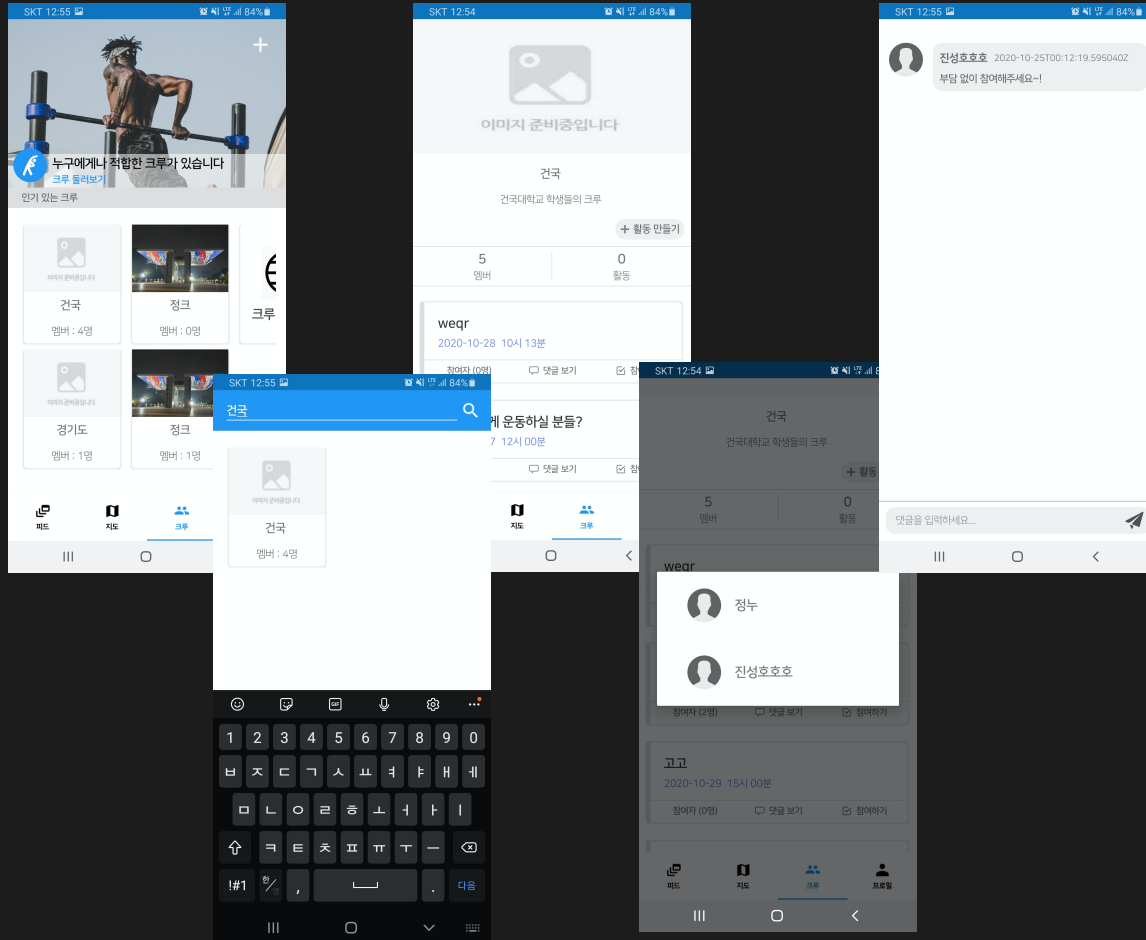 SKT 12:55
84%
누구에게나 적합한 크루가 있습니다
크루 둘러보기
인기 있는 크루
이미지 준비중입니다
건국
멤버 : 4명
정크
멤버 : 0명
크루
이미지 준비중입니다
경기도
멤버 : 1명
정크
멤버 : 1명
피드
지도
크루
SKT 12:55
84%
건국
이미지 준비중입니다
건국
멤버 : 4명
GIF
1 2 3 4 5 6 7 8 9 0
ㅂ ㅈ ㄷ ㄱ ㅅ ㅛ ㅕ ㅑ ㅐ ㅔ
ㅁ ㄴ ㅇ ㄹ ㅎ ㅗ ㅓ ㅏ ㅣ
ㅋ ㅌ ㅊ ㅍ ㅠ ㅜ ㅡ
!#1 한/ , . 다음
SKT 12:54
84%
이미지 준비중입니다
건국
건국대학교 학생들의 크루
+ 활동 만들기
5
멤버
0
활동
weqr
2020-10-28 10시 13분
참여자 (0명) 댓글 보기 참
게 운동하실 분들?
7 12시 00분
댓글 보기 참
지도
크루
SKT 12:54
건국
건국대학교 학생들의 크루
+ 활동
5
멤버
0
활동
weqr
정누
진성호호호
참여자 (2명) 댓글 보기 참여하기
고고
2020-10-29 15시 00분
참여자 (0명) 댓글 보기 참여하기
피드
지도
크루
프로필
SKT 12:55
84%
진성호호호 2020-10-25T00:12:19.595040Z
부담 없이 참여해주세요~!
댓글을 입력하세요...